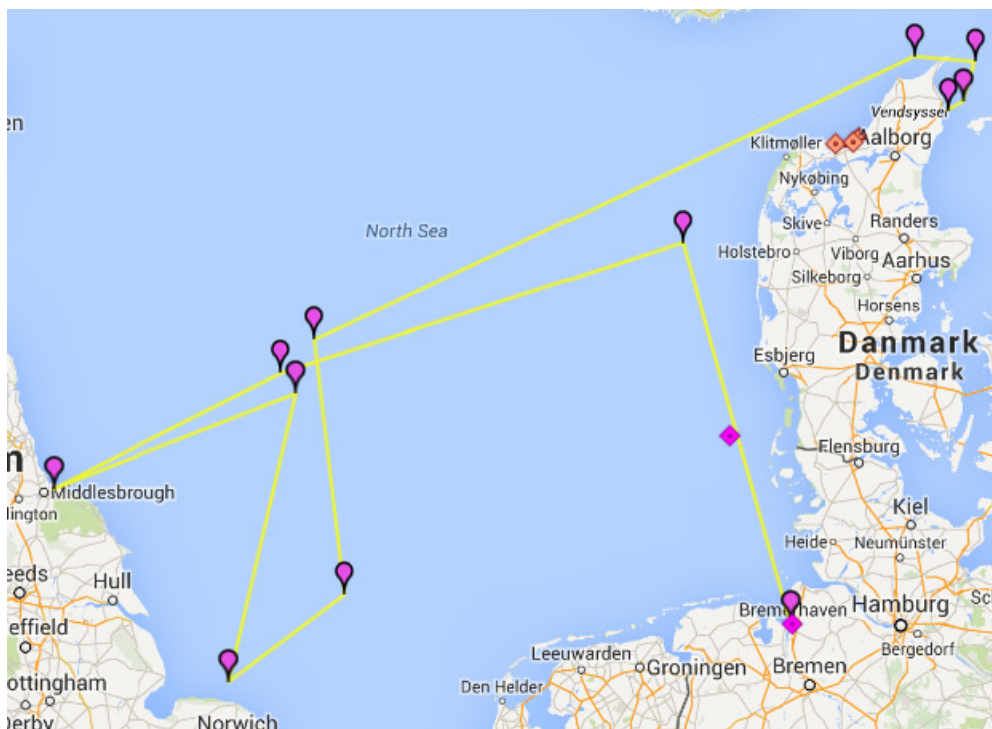 en
Vendsyssel
Klitmøller
Aalborg
Nykøbing
North Sea
Skive
Randers
Holstebro
Viborg
Aarhus
Silkeborg
Horsens
Danmark
Denmark
Esbjerg
Flensburg
m
Middlesbrough
lington
Kiel
Heide
Neumünster
eeds
Hull
Bremerhaven
Hamburg
effield
Bergedorf
Leeuwarden
Groningen
Bremen
ottingham
Den Helder
Derby
Norwich